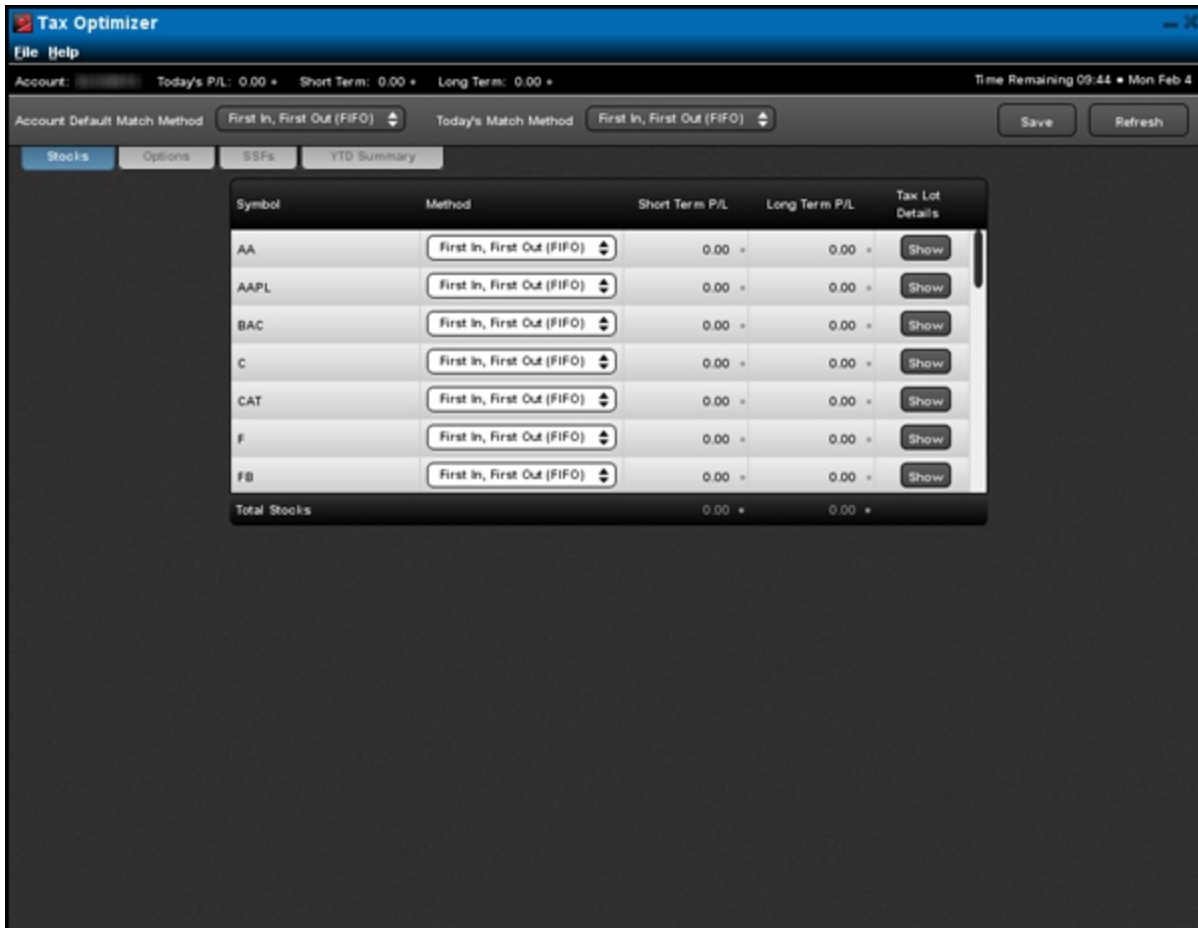 Tax Optimizer
File Help
Account: Today's P/L: 0.00 Short Term: 0.00 Long Term: 0.00 Time Remaining 09:44 • Mon Feb 4
Account Default Match Method First In, First Out (FIFO) Today's Match Method First In, First Out (FIFO) Save Refresh
Stocks Options SSFs YTD Summary
Symbol Method Short Term P/L Long Term P/L Tax Lot Details
AA First In, First Out (FIFO) 0.00 0.00 Show
AAPL First In, First Out (FIFO) 0.00 0.00 Show
BAC First In, First Out (FIFO) 0.00 0.00 Show
C First In, First Out (FIFO) 0.00 0.00 Show
CAT First In, First Out (FIFO) 0.00 0.00 Show
F First In, First Out (FIFO) 0.00 0.00 Show
FB First In, First Out (FIFO) 0.00 0.00 Show
Total Stocks 0.00 0.00